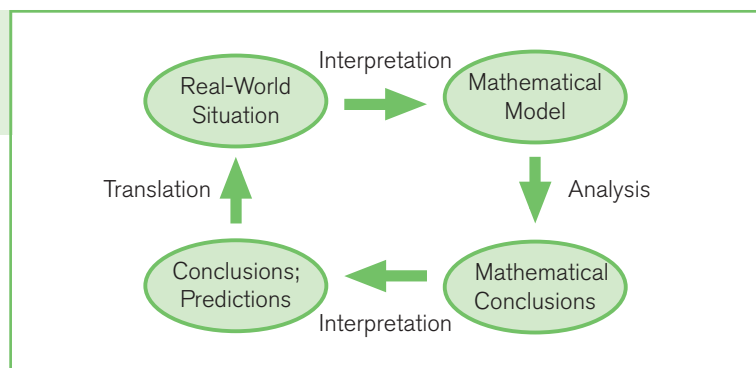 Interpretation
Real-World
Situation
Mathematical
Model
Translation
Analysis
Conclusions;
Predictions
Mathematical
Conclusions
Interpretation